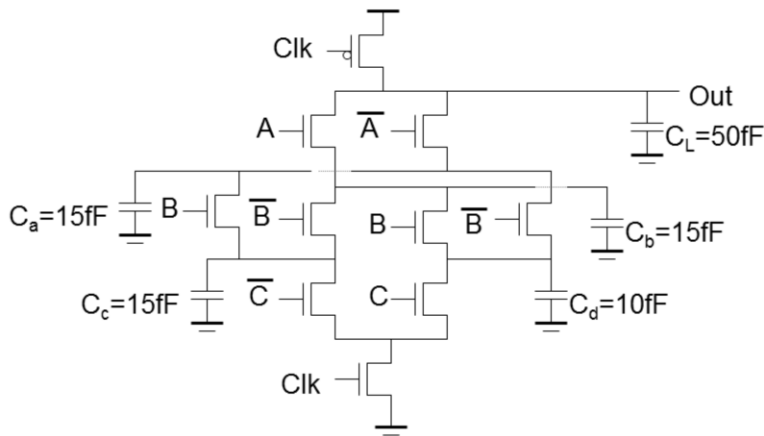 Clk
Out
A
A̅
C_L=50fF
C_a=15fF
B
B̅
B
B̅
C_b=15fF
C_c=15fF
C̅
C
C_d=10fF
Clk